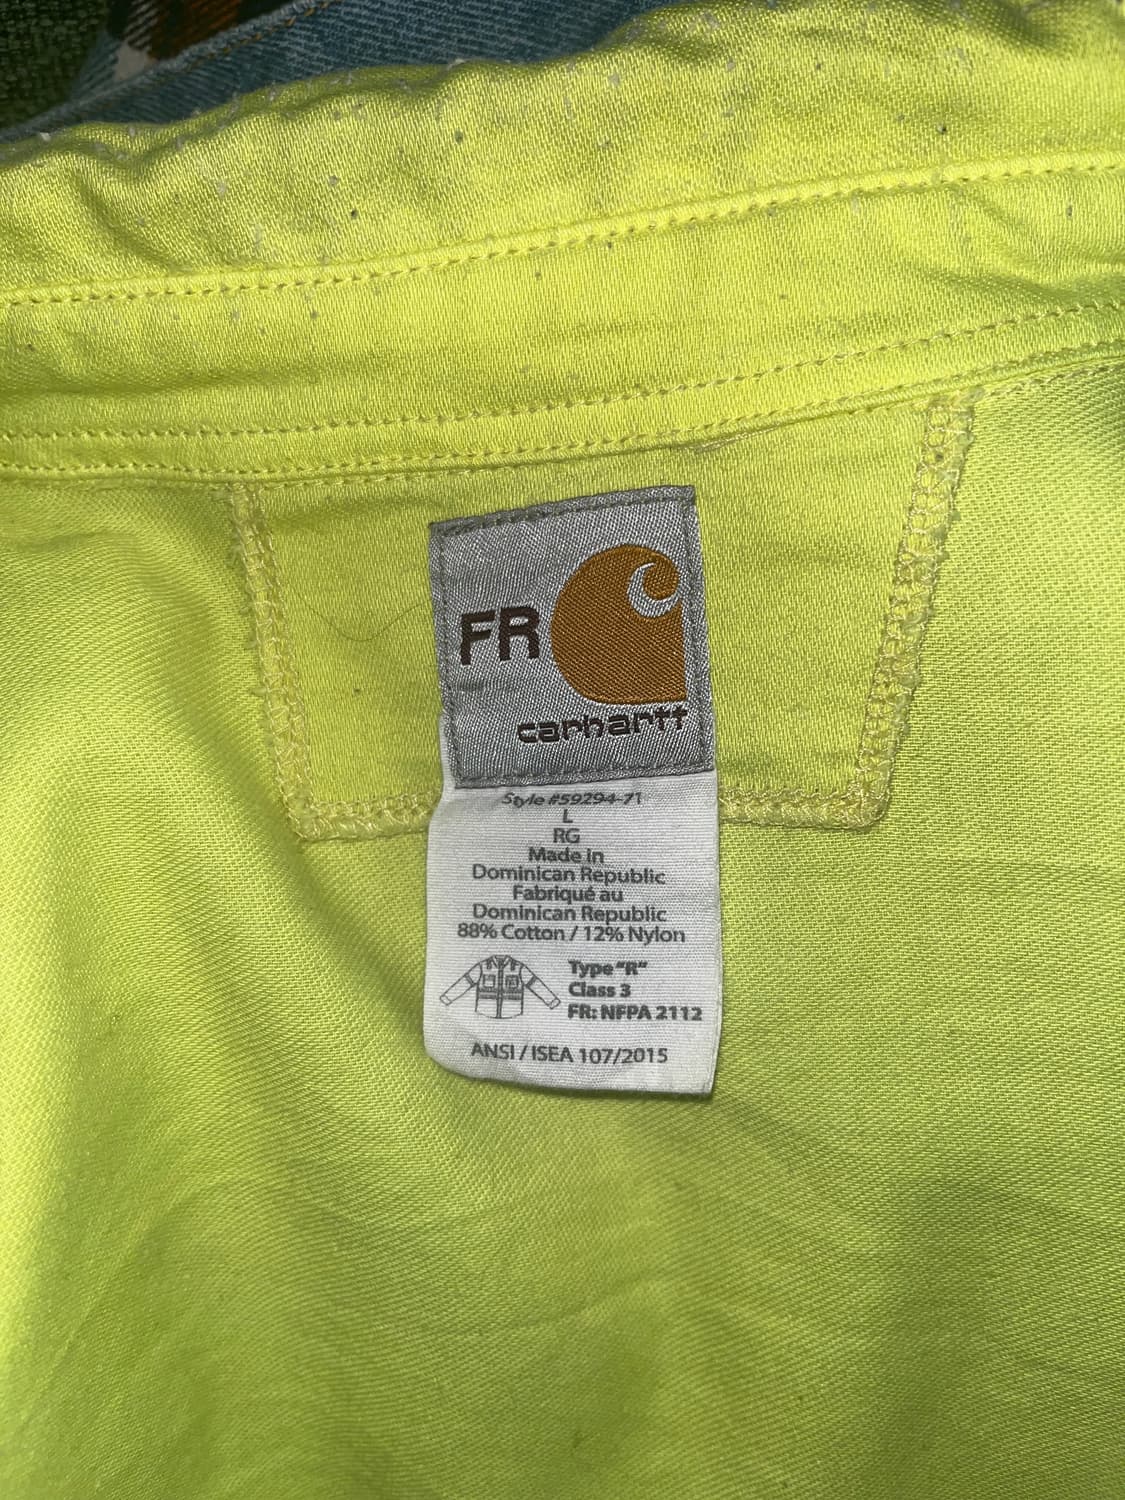 FR
carhartt
Style #59294-71
L
RG
Made in
Dominican Republic
Fabriqué au
Dominican Republic
88% Cotton / 12% Nylon
Type "R"
Class 3
FR: NFPA 2112
ANSI / ISEA 107/2015